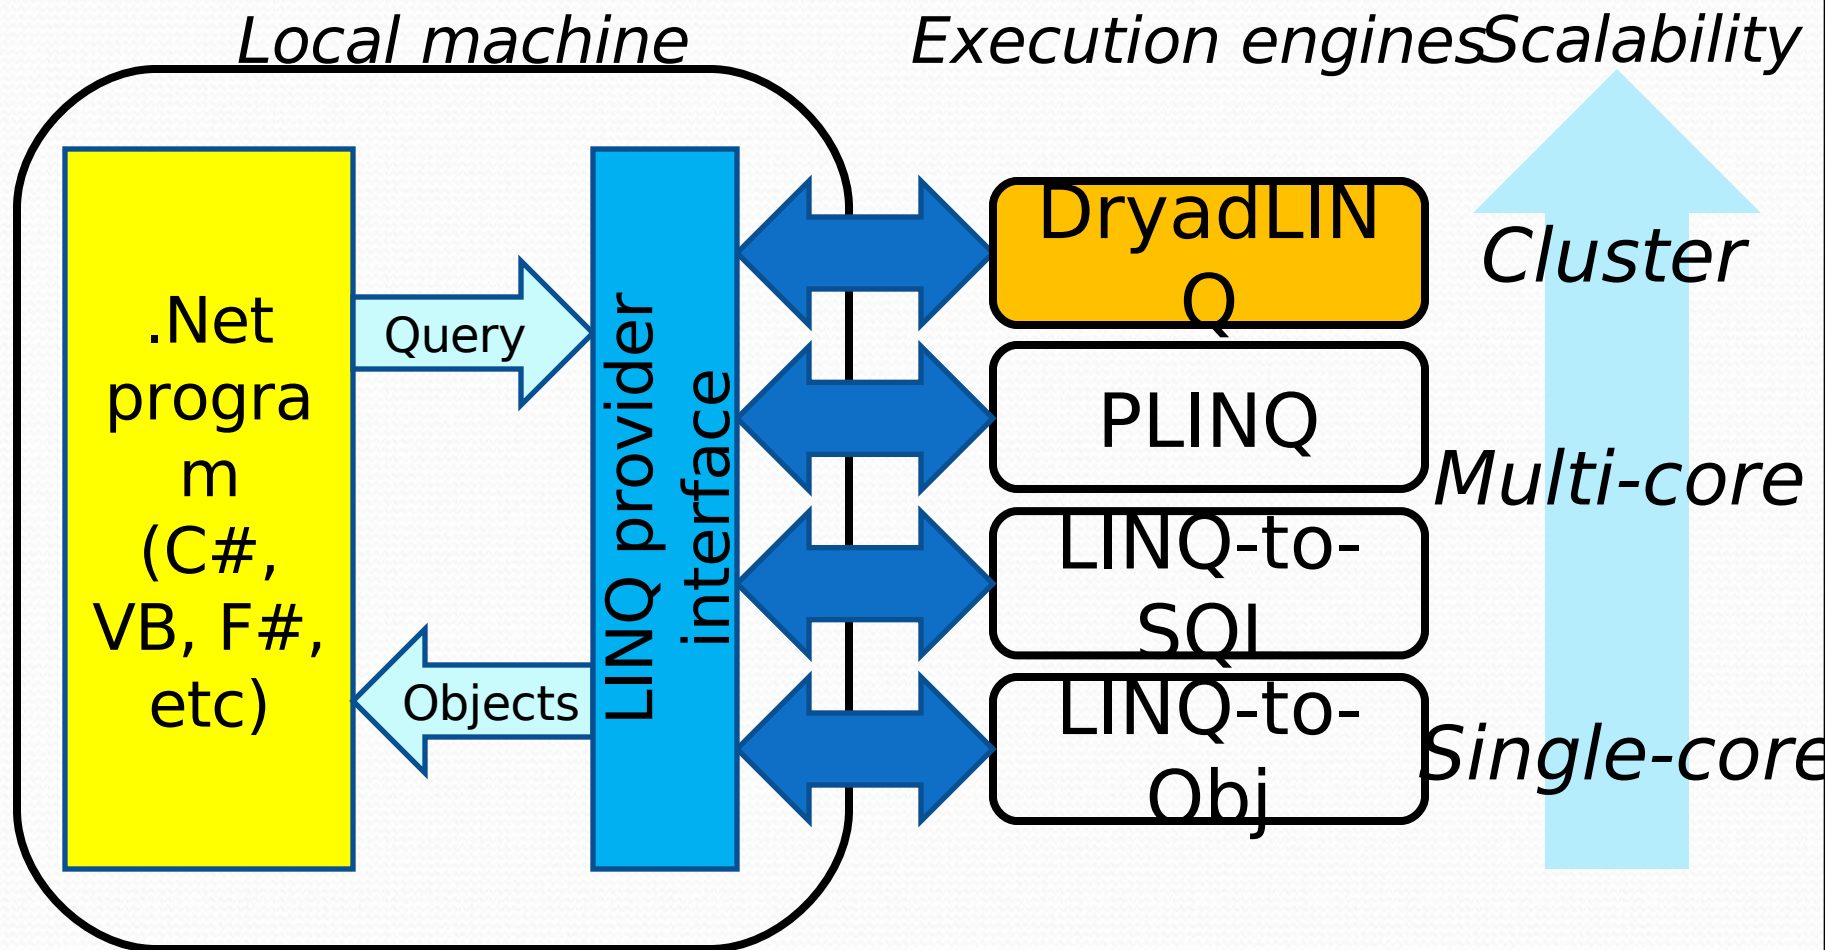 Local machine
Execution engines
Scalability
.Net
progra
m
(C#,
VB, F#,
etc)
Query
Objects
LINQ provider
interface
DryadLIN
Q
PLINQ
LINQ-to-
SQL
LINQ-to-
Obj
Cluster
Multi-core
Single-core